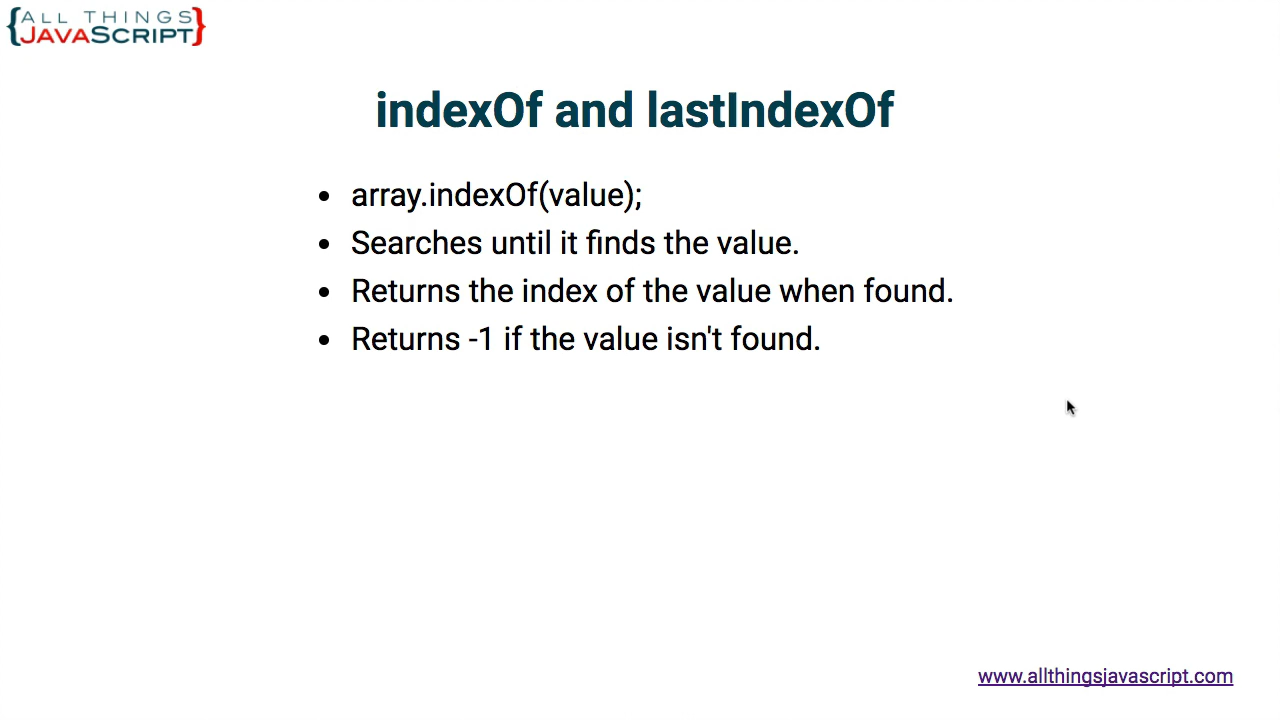 {ALL THINGS
JAVASCRIPT}
indexOf and lastIndexOf
• array.indexOf(value);
• Searches until it finds the value.
• Returns the index of the value when found.
• Returns -1 if the value isn't found.
www.allthingsjavascript.com